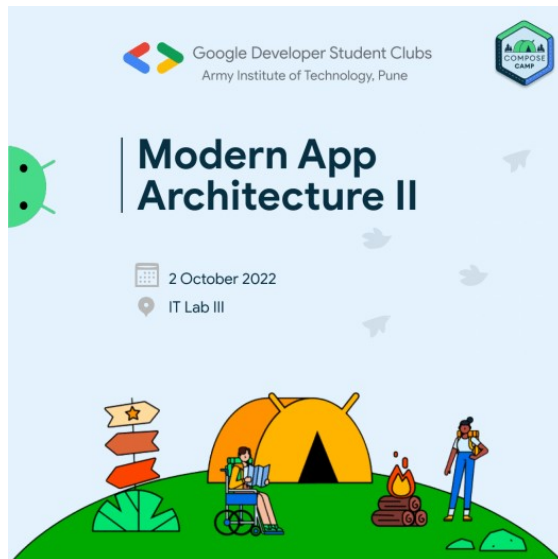 Google Developer Student Clubs
Army Institute of Technology, Pune
COMPOSE
CAMP
Modern App
Architecture II
2 October 2022
IT Lab III